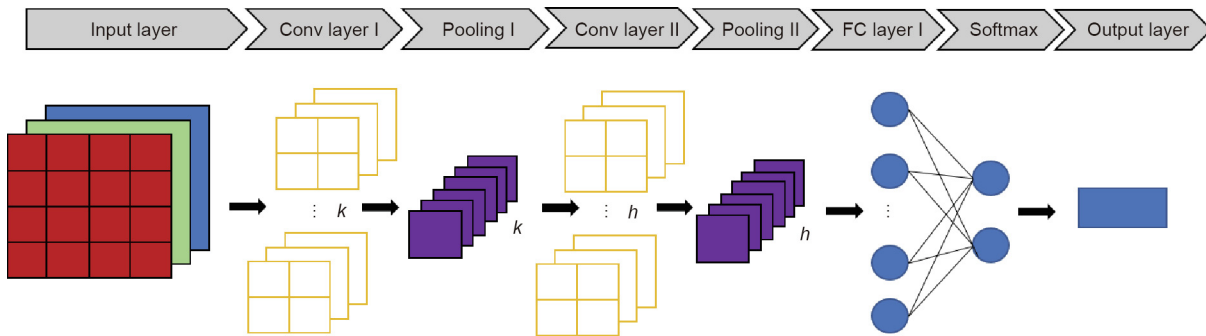 Input layer
Conv layer I
Pooling I
Conv layer II
Pooling II
FC layer I
Softmax
Output layer
⋮ k
k
⋮ h
h
⋮